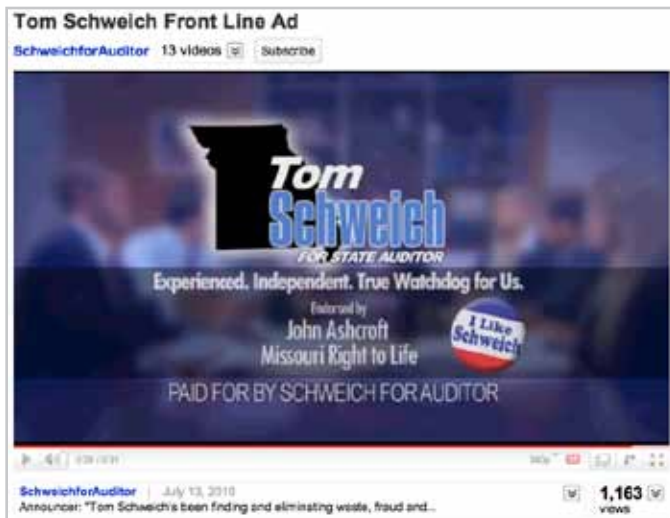 Tom Schweich Front Line Ad
SchweichforAuditor 13 videos Subscribe
Tom
Schweich
FOR STATE AUDITOR
Experienced. Independent. True Watchdog for Us.
Endorsed by
John Ashcroft
Missouri Right to Life
I Like
Schweich
PAID FOR BY SCHWEICH FOR AUDITOR
SchweichforAuditor | July 13, 2010
1,163
Announcer: "Tom Schweich's been finding and eliminating waste, fraud and...
views